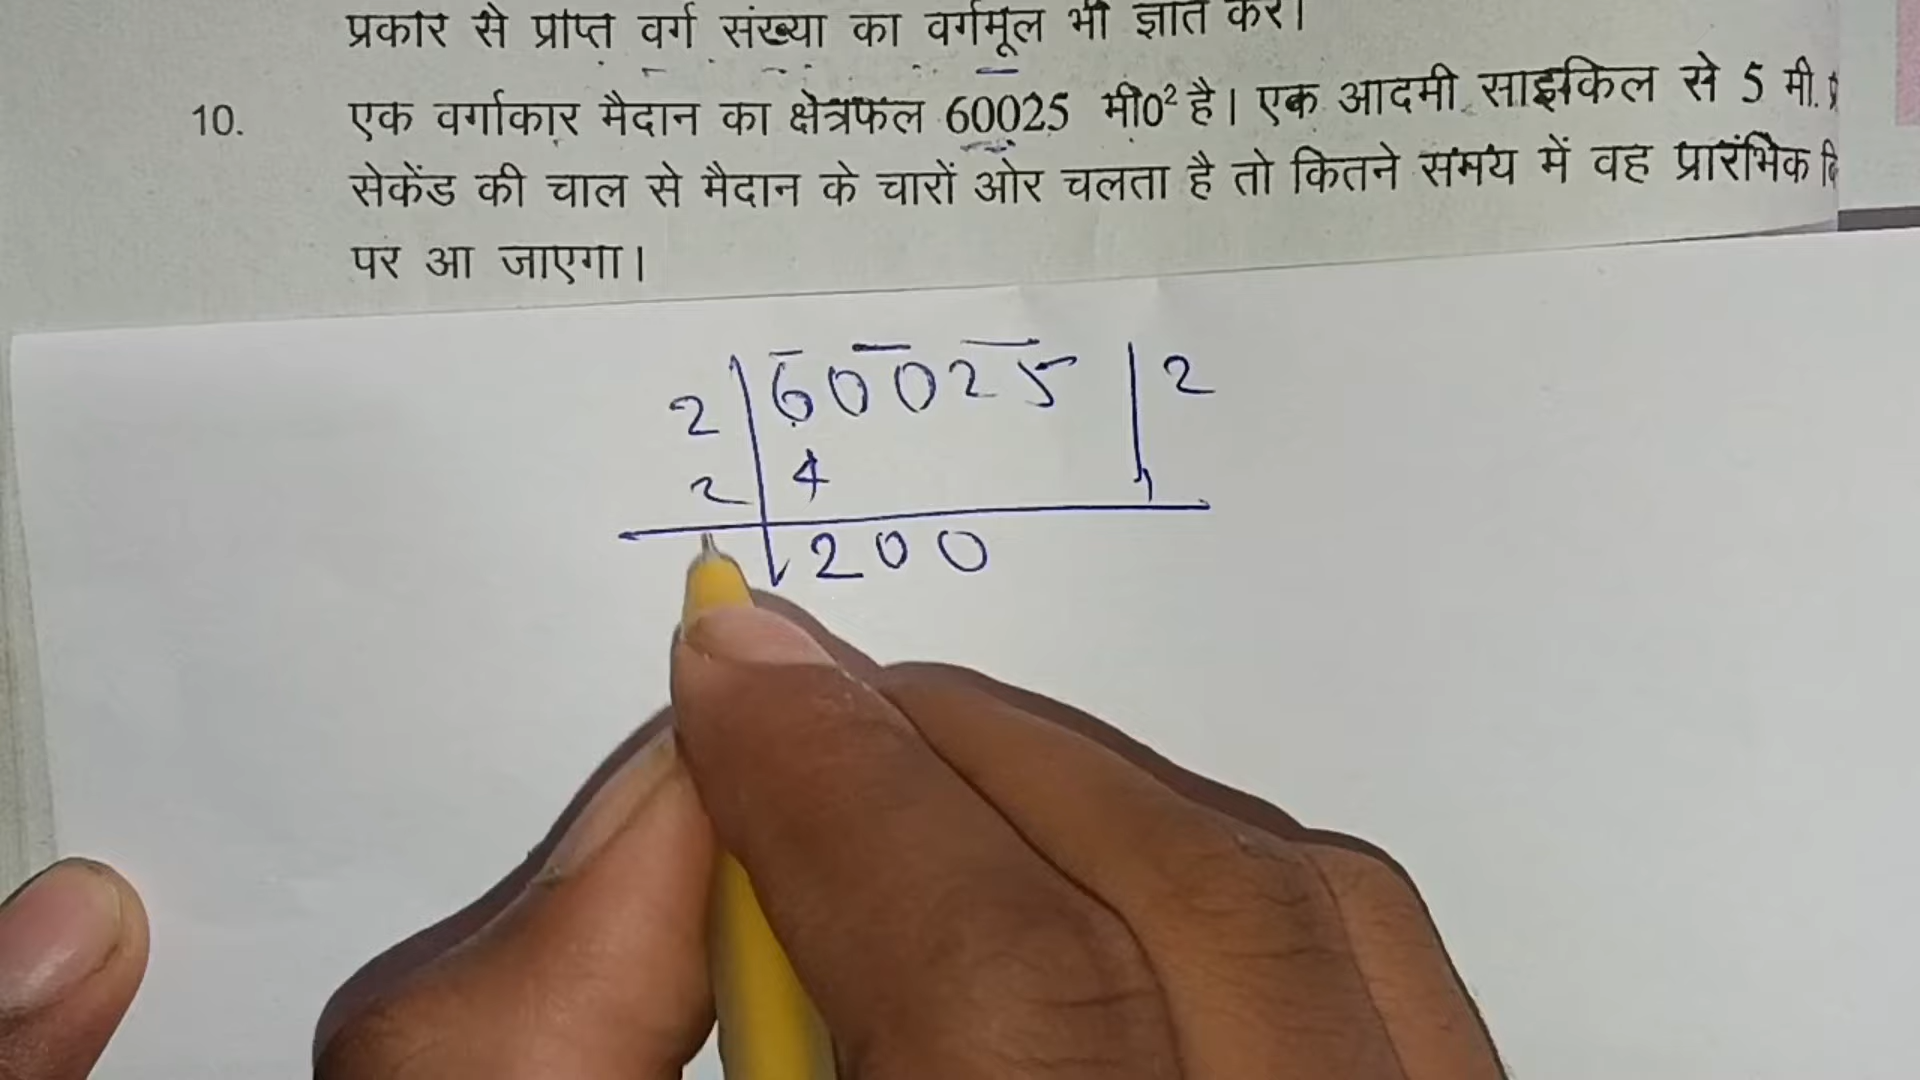 प्रकार से प्राप्त वर्ग संख्या का वर्गमूल भी ज्ञात करें।
10. एक वर्गाकार मैदान का क्षेत्रफल 60025 मी0² है। एक आदमी साइकिल से 5 मी.
सेकेंड की चाल से मैदान के चारों ओर चलता है तो कितने समय में वह प्रारंभिक
पर आ जाएगा।
2 60025 2
2 4
200